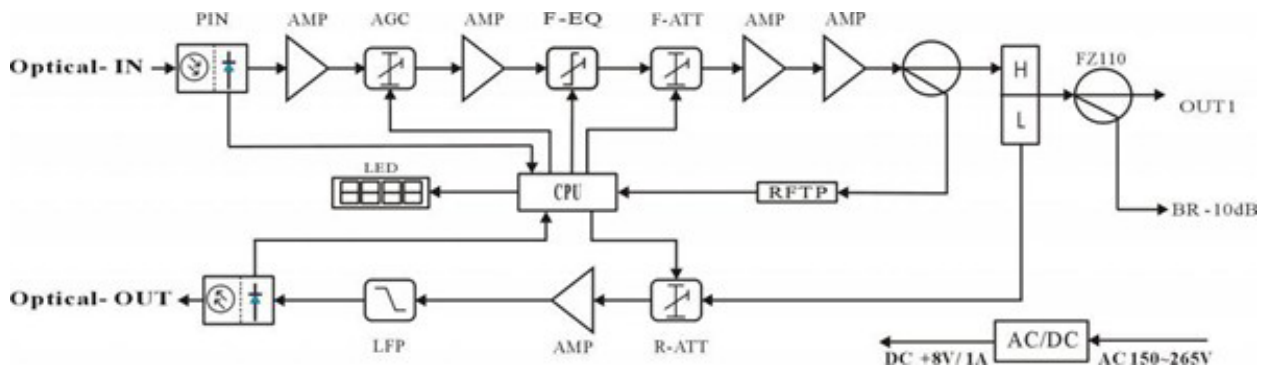 PIN
AMP
AGC
AMP
F-EQ
F-ATT
AMP
AMP
Optical- IN
H
L
FZ110
OUT1
LED
CPU
RFTP
BR -10dB
Optical- OUT
LFP
AMP
R-ATT
AC/DC
DC +8V/ 1A
AC 150~265V